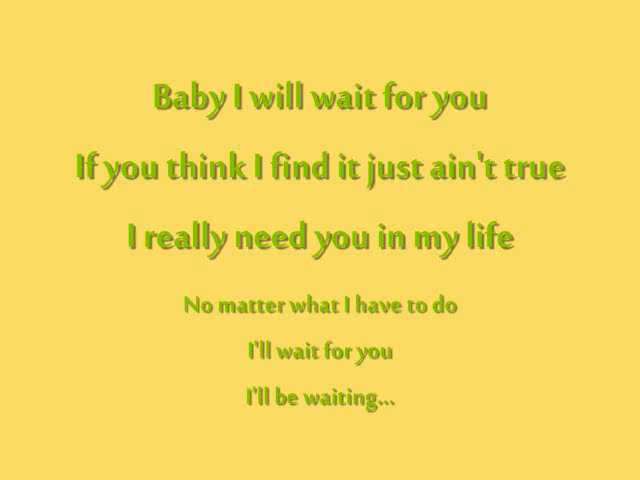 Baby I will wait for you
If you think I find it just ain't true
I really need you in my life
No matter what I have to do
I'll wait for you
I'll be waiting...